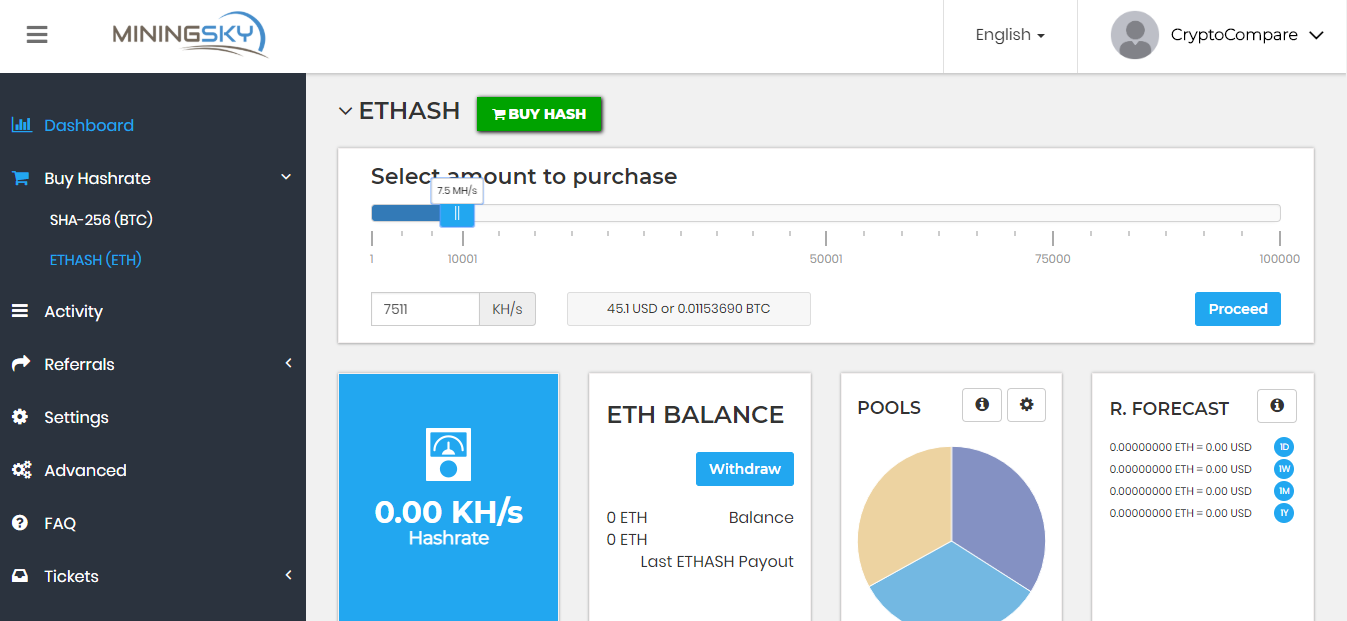 MININGSKY
English
CryptoCompare
Dashboard
Buy Hashrate
SHA-256 (BTC)
ETHASH (ETH)
Activity
Referrals
Settings
Advanced
FAQ
Tickets
ETHASH
BUY HASH
Select amount to purchase
7.5 MH/s
1 10001 50001 75000 100000
7511 KH/s 45.1 USD or 0.01153690 BTC Proceed
0.00 KH/s
Hashrate
ETH BALANCE
Withdraw
0 ETH Balance
0 ETH
Last ETHASH Payout
POOLS
R. FORECAST
0.00000000 ETH = 0.00 USD 1D
0.00000000 ETH = 0.00 USD 1W
0.00000000 ETH = 0.00 USD 1M
0.00000000 ETH = 0.00 USD 1Y